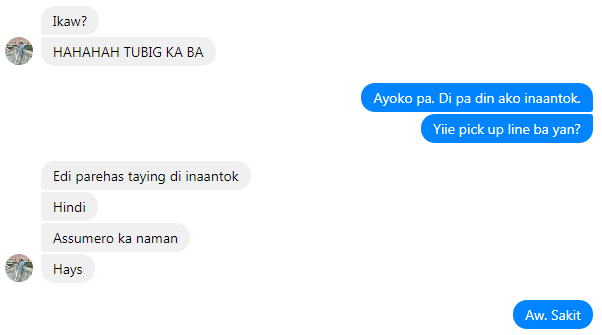 Ikaw?
HAHAHAH TUBIG KA BA
Ayoko pa. Di pa din ako inaantok.
Yiie pick up line ba yan?
Edi parehas taying di inaantok
Hindi
Assumero ka naman
Hays
Aw. Sakit